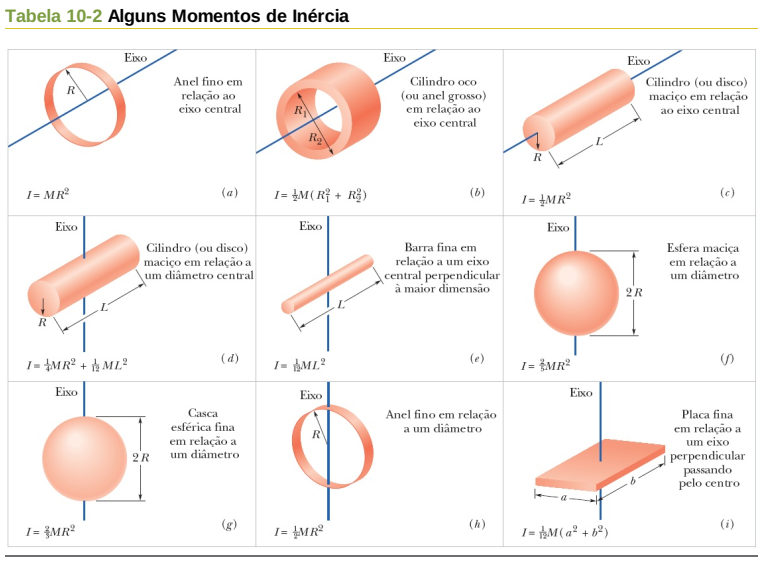 Tabela 10-2 Alguns Momentos de Inércia
Eixo
R
Anel fino em
relação ao
eixo central
I = MR²
(a)
Eixo
R₁
R₂
Cilindro oco
(ou anel grosso)
em relação ao
eixo central
I = ½M(R₁² + R₂²)
(b)
Eixo
R
L
Cilindro (ou disco)
maciço em relação
ao eixo central
I = ½MR²
(c)
Eixo
R
L
Cilindro (ou disco)
maciço em relação a
um diâmetro central
I = ¼MR² + 1/12 ML²
(d)
Eixo
L
Barra fina em
relação a um eixo
central perpendicular
à maior dimensão
I = 1/12 ML²
(e)
Eixo
2R
Esfera maciça
em relação a
um diâmetro
I = ⅖MR²
(f)
Eixo
2R
Casca
esférica fina
em relação a
um diâmetro
I = ⅔MR²
(g)
Eixo
R
Anel fino em relação
a um diâmetro
I = ½MR²
(h)
Eixo
a
b
Placa fina
em relação a
um eixo
perpendicular
passando
pelo centro
I = 1/12 M(a² + b²)
(i)